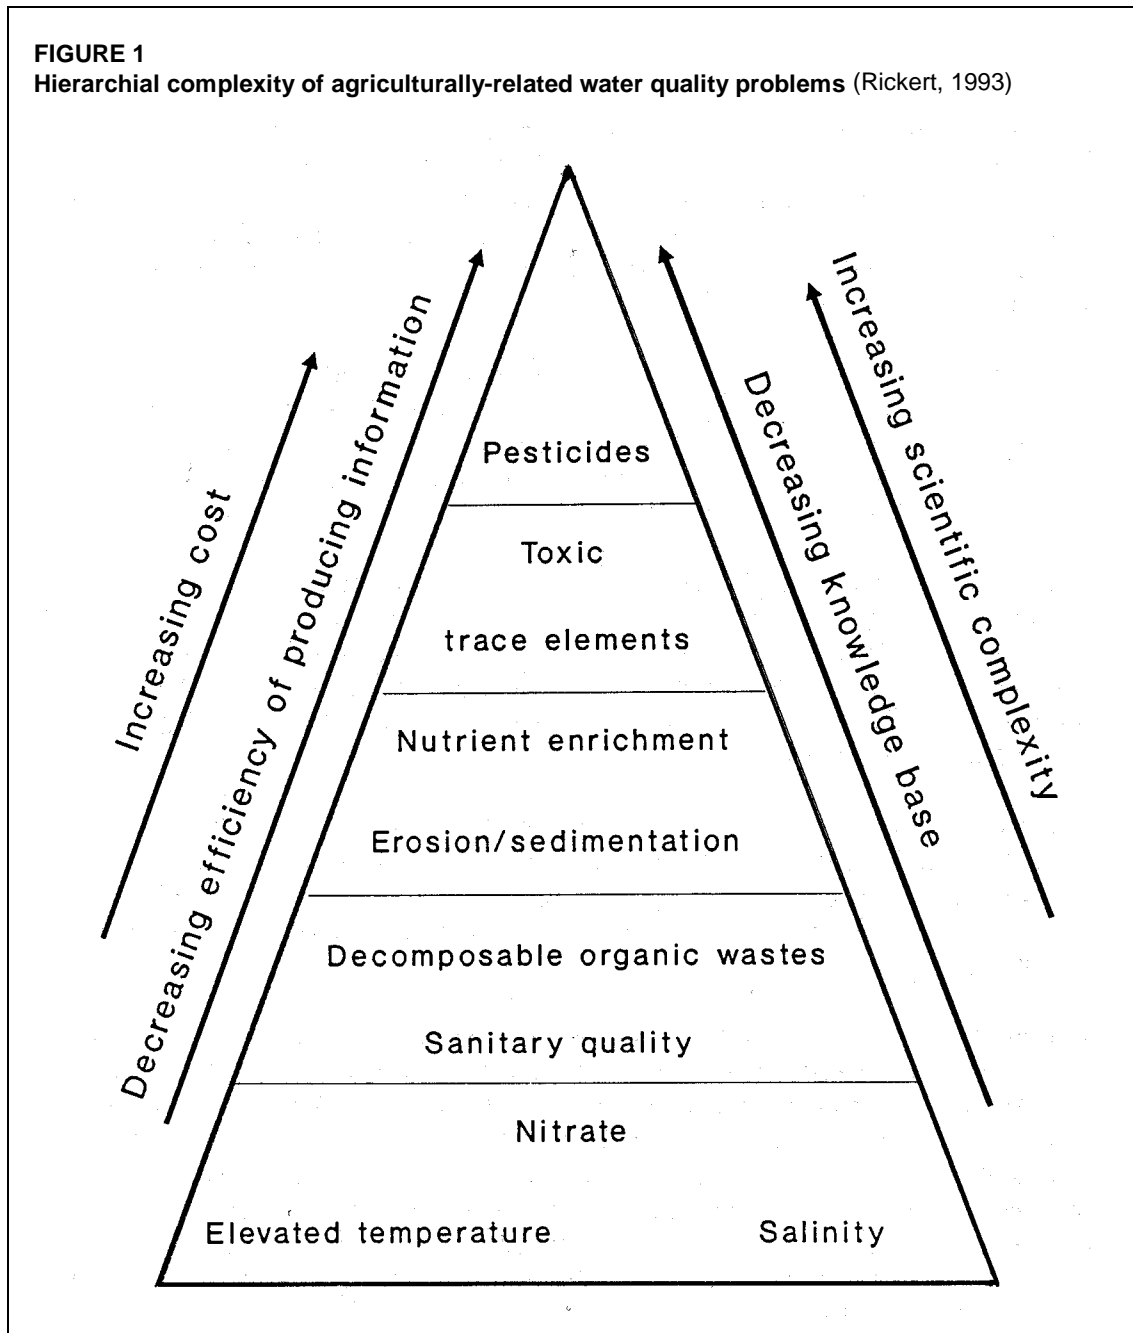 FIGURE 1
Hierarchial complexity of agriculturally-related water quality problems (Rickert, 1993)
Increasing cost
Decreasing efficiency of producing information
Decreasing knowledge base
Increasing scientific complexity
Pesticides
Toxic
trace elements
Nutrient enrichment
Erosion/sedimentation
Decomposable organic wastes
Sanitary quality
Nitrate
Elevated temperature
Salinity